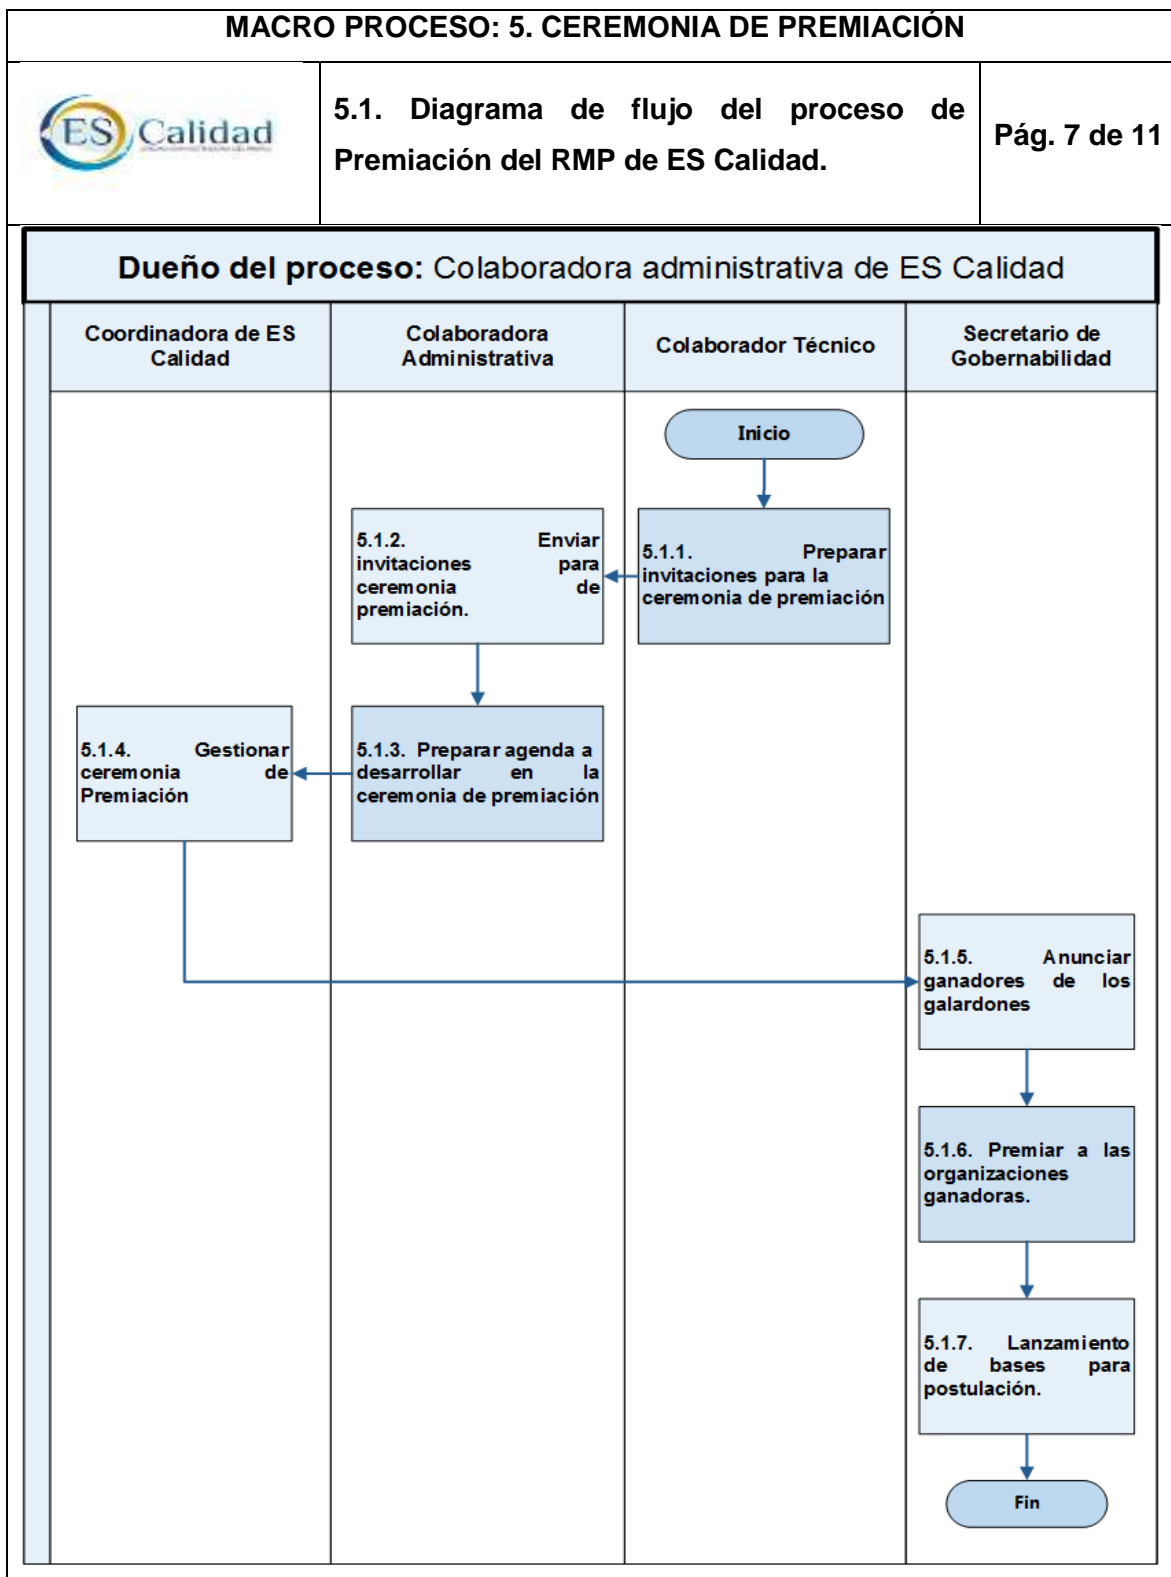 MACRO PROCESO: 5. CEREMONIA DE PREMIACIÓN
ES Calidad
5.1. Diagrama de flujo del proceso de
Premiación del RMP de ES Calidad.
Pág. 7 de 11
Dueño del proceso: Colaboradora administrativa de ES Calidad
Coordinadora de ES
Calidad
Colaboradora
Administrativa
Colaborador Técnico
Secretario de
Gobernabilidad
Inicio
5.1.1. Preparar
invitaciones para la
ceremonia de premiación
5.1.2. Enviar
invitaciones para
ceremonia de
premiación.
5.1.3. Preparar agenda a
desarrollar en la
ceremonia de premiación
5.1.4. Gestionar
ceremonia de
Premiación
5.1.5. Anunciar
ganadores de los
galardones
5.1.6. Premiar a las
organizaciones
ganadoras.
5.1.7. Lanzamiento
de bases para
postulación.
Fin